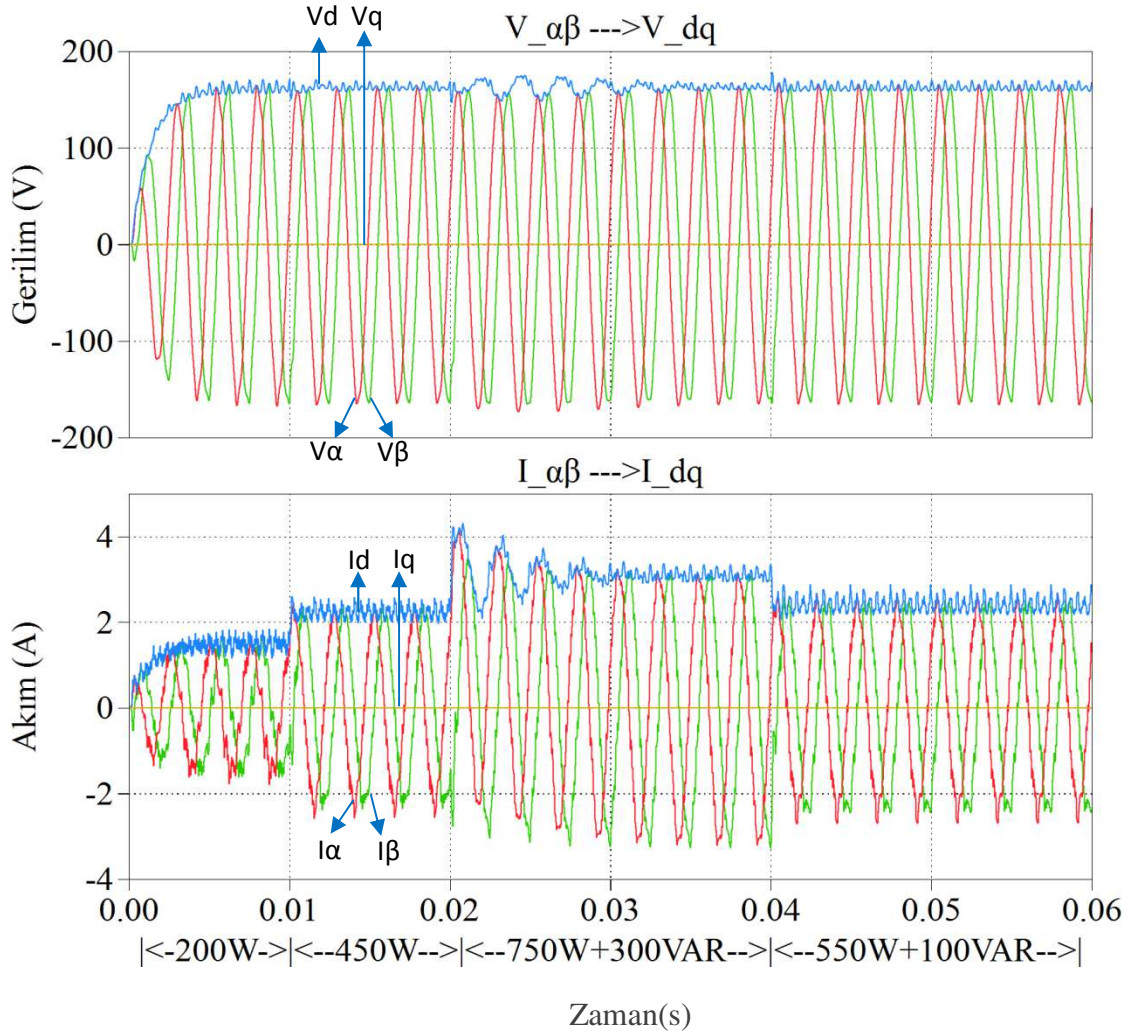 V_αβ --->V_dq
Vd Vq
200
100
0
-100
-200
Gerilim (V)
Vα Vβ
I_αβ --->I_dq
Id Iq
4
2
0
-2
-4
Akım (A)
Iα Iβ
0.00 0.01 0.02 0.03 0.04 0.05 0.06
|<-200W->|<--450W-->|<--750W+300VAR-->|<--550W+100VAR-->|
Zaman(s)